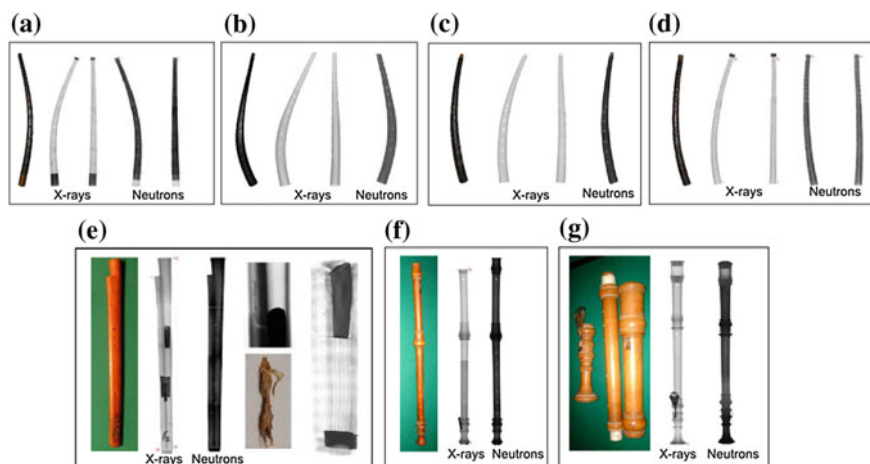 (a)
(b)
(c)
(d)
X-rays Neutrons
X-rays Neutrons
X-rays Neutrons
X-rays Neutrons
(e)
(f)
(g)
X-rays Neutrons
X-rays Neutrons
X-rays Neutrons